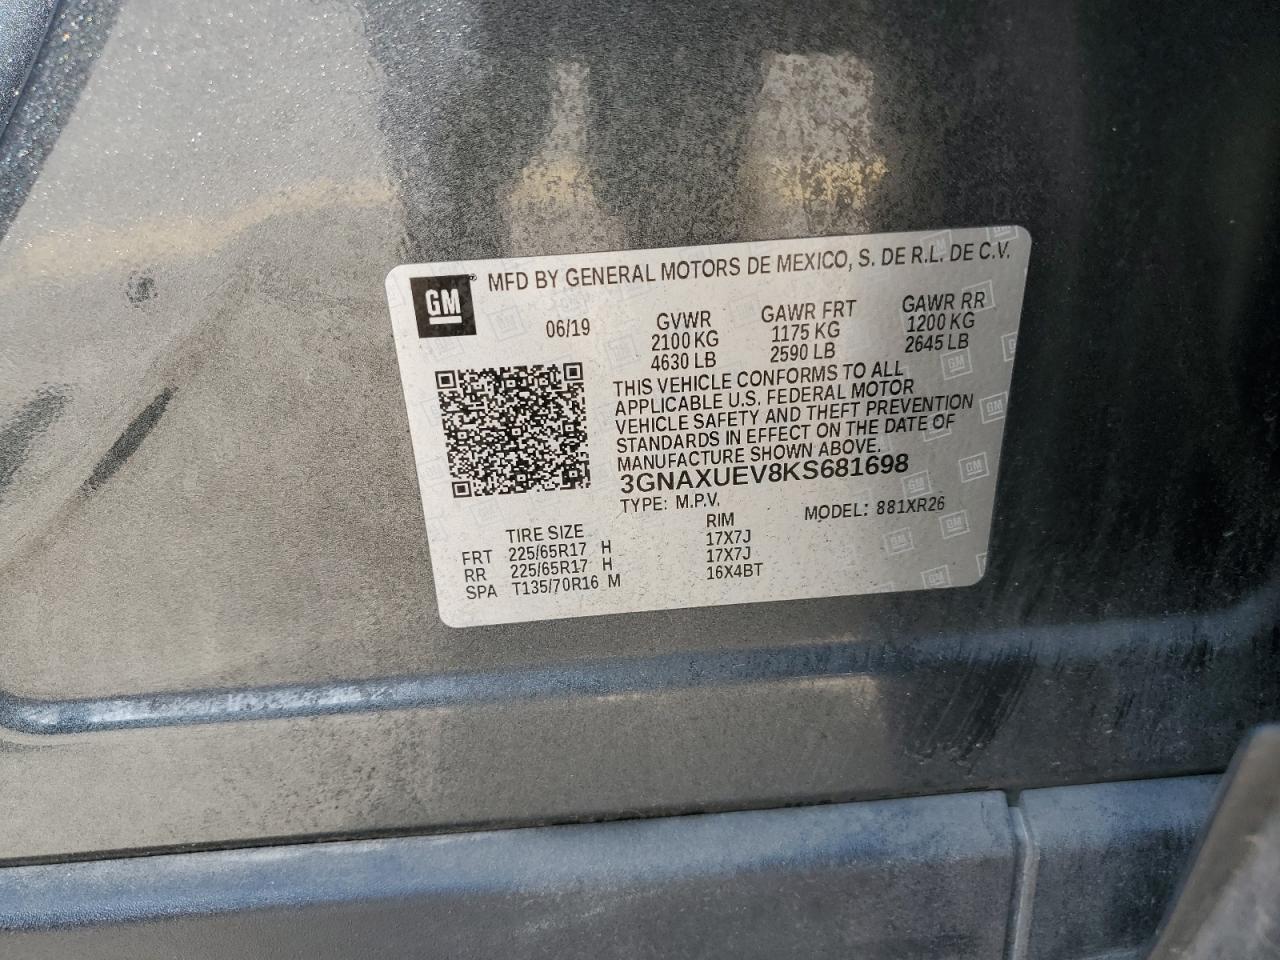 GM
MFD BY GENERAL MOTORS DE MEXICO, S. DE R.L. DE C.V.
06/19 GVWR GAWR FRT GAWR RR
2100 KG 1175 KG 1200 KG
4630 LB 2590 LB 2645 LB
THIS VEHICLE CONFORMS TO ALL
APPLICABLE U.S. FEDERAL MOTOR
VEHICLE SAFETY AND THEFT PREVENTION
STANDARDS IN EFFECT ON THE DATE OF
MANUFACTURE SHOWN ABOVE.
3GNAXUEV8KS681698
TYPE: M.P.V. MODEL: 881XR26
TIRE SIZE RIM
FRT 225/65R17 H 17X7J
RR 225/65R17 H 17X7J
SPA T135/70R16 M 16X4BT